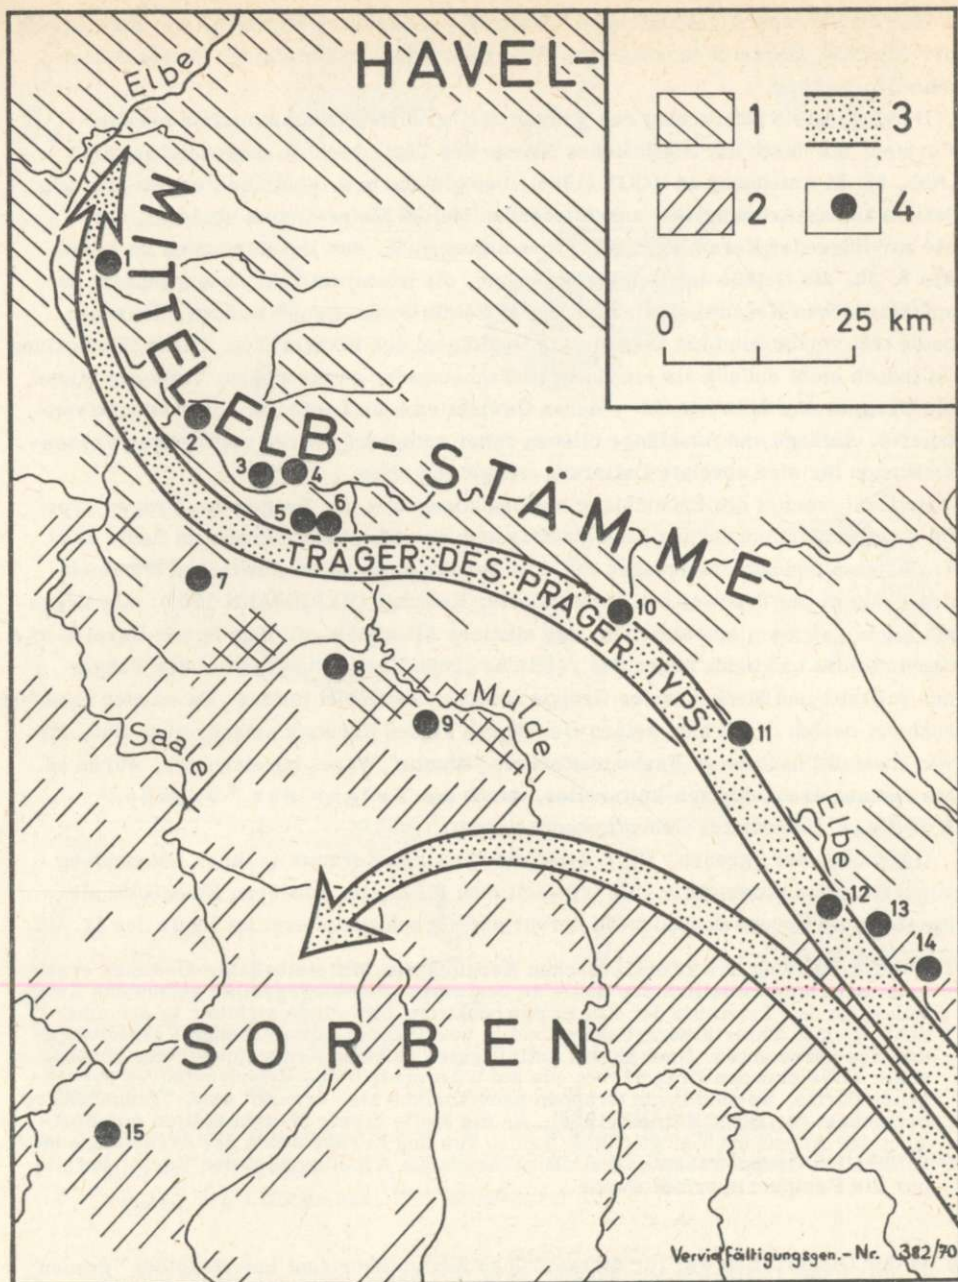 HAVEL-
Elbe
1
2
3
4
0 25 km
MITTEL-
ELB-STÄMME
1
2
3
4
5
6
TRÄGER DES PRAGER TYPS
7
8
9
10
11
Mulde
Saale
Elbe
12
13
14
SORBEN
15
Vervielfältigungsgen.-Nr. 382/70